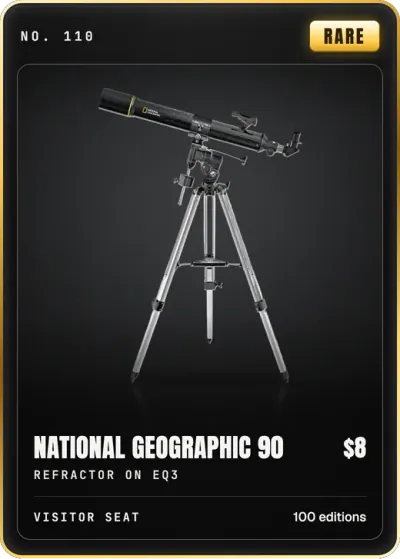 NO. 110
RARE
NATIONAL GEOGRAPHIC 90
$8
REFRACTOR ON EQ3
VISITOR SEAT
100 editions